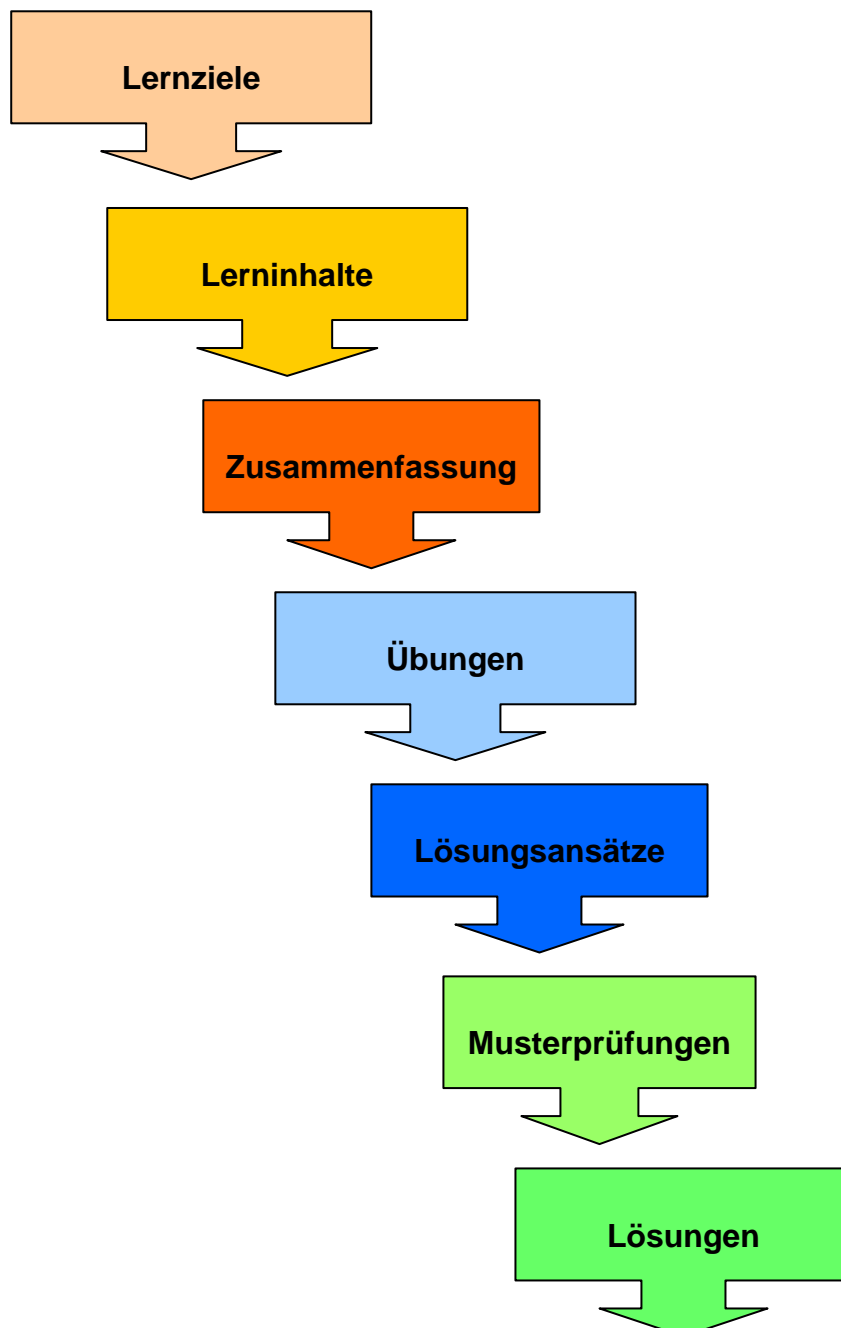 Lernziele
Lerninhalte
Zusammenfassung
Übungen
Lösungsansätze
Musterprüfungen
Lösungen